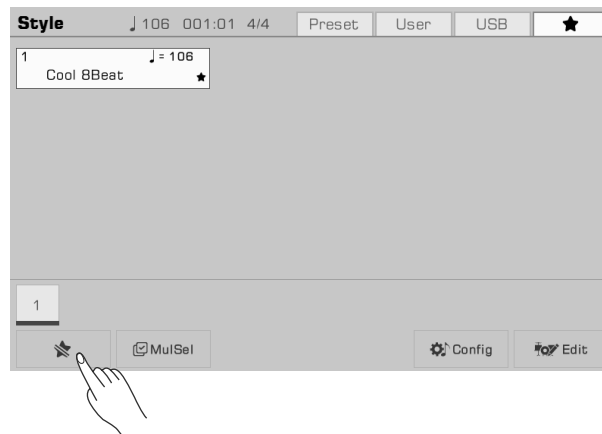 Style ♩106 001:01 4/4 Preset User USB ★
1 ♩= 106
Cool 8Beat ★
1
MulSel Config Edit